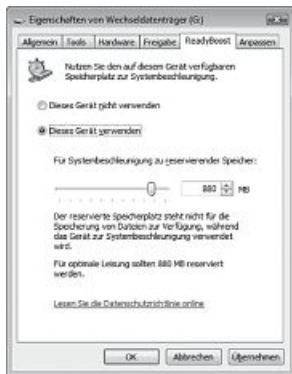 Eigenschaften von Wechseldatenträger (G:)
Allgemein Tools Hardware Freigabe ReadyBoost Anpassen
Nutzen Sie den auf diesem Gerät verfügbaren
Speicherplatz zur Systembeschleunigung.
Dieses Gerät nicht verwenden
Dieses Gerät verwenden
Für Systembeschleunigung zu reservierender Speicher:
880 MB
Der reservierte Speicherplatz steht nicht für die
Speicherung von Dateien zur Verfügung, während
das Gerät zur Systembeschleunigung verwendet
wird.
Für optimale Leisung sollten 880 MB reserviert
werden.
Lesen Sie die Datenschutzrichtlinie online
OK Abbrechen Übernehmen